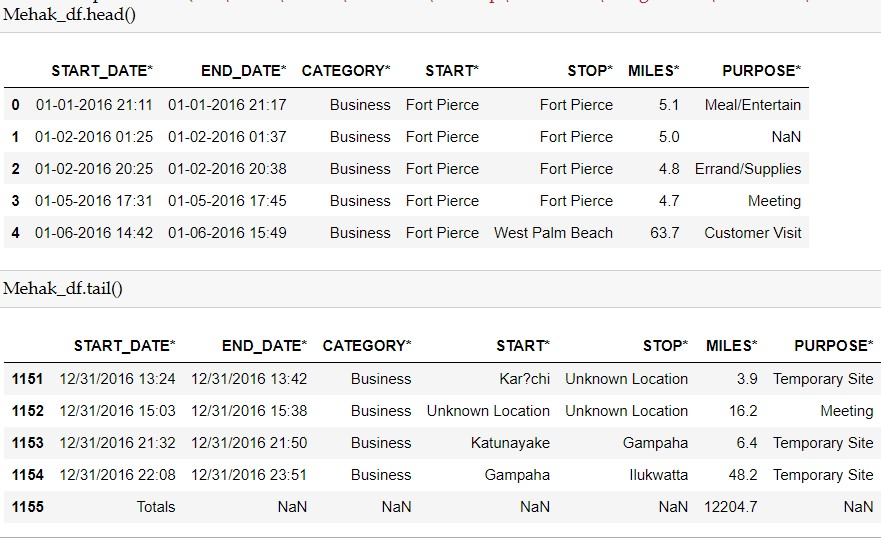 Mehak_df.head()
START_DATE* END_DATE* CATEGORY* START* STOP* MILES* PURPOSE*
0 01-01-2016 21:11 01-01-2016 21:17 Business Fort Pierce Fort Pierce 5.1 Meal/Entertain
1 01-02-2016 01:25 01-02-2016 01:37 Business Fort Pierce Fort Pierce 5.0 NaN
2 01-02-2016 20:25 01-02-2016 20:38 Business Fort Pierce Fort Pierce 4.8 Errand/Supplies
3 01-05-2016 17:31 01-05-2016 17:45 Business Fort Pierce Fort Pierce 4.7 Meeting
4 01-06-2016 14:42 01-06-2016 15:49 Business Fort Pierce West Palm Beach 63.7 Customer Visit
Mehak_df.tail()
START_DATE* END_DATE* CATEGORY* START* STOP* MILES* PURPOSE*
1151 12/31/2016 13:24 12/31/2016 13:42 Business Kar?chi Unknown Location 3.9 Temporary Site
1152 12/31/2016 15:03 12/31/2016 15:38 Business Unknown Location Unknown Location 16.2 Meeting
1153 12/31/2016 21:32 12/31/2016 21:50 Business Katunayake Gampaha 6.4 Temporary Site
1154 12/31/2016 22:08 12/31/2016 23:51 Business Gampaha Ilukwatta 48.2 Temporary Site
1155 Totals NaN NaN NaN NaN 12204.7 NaN